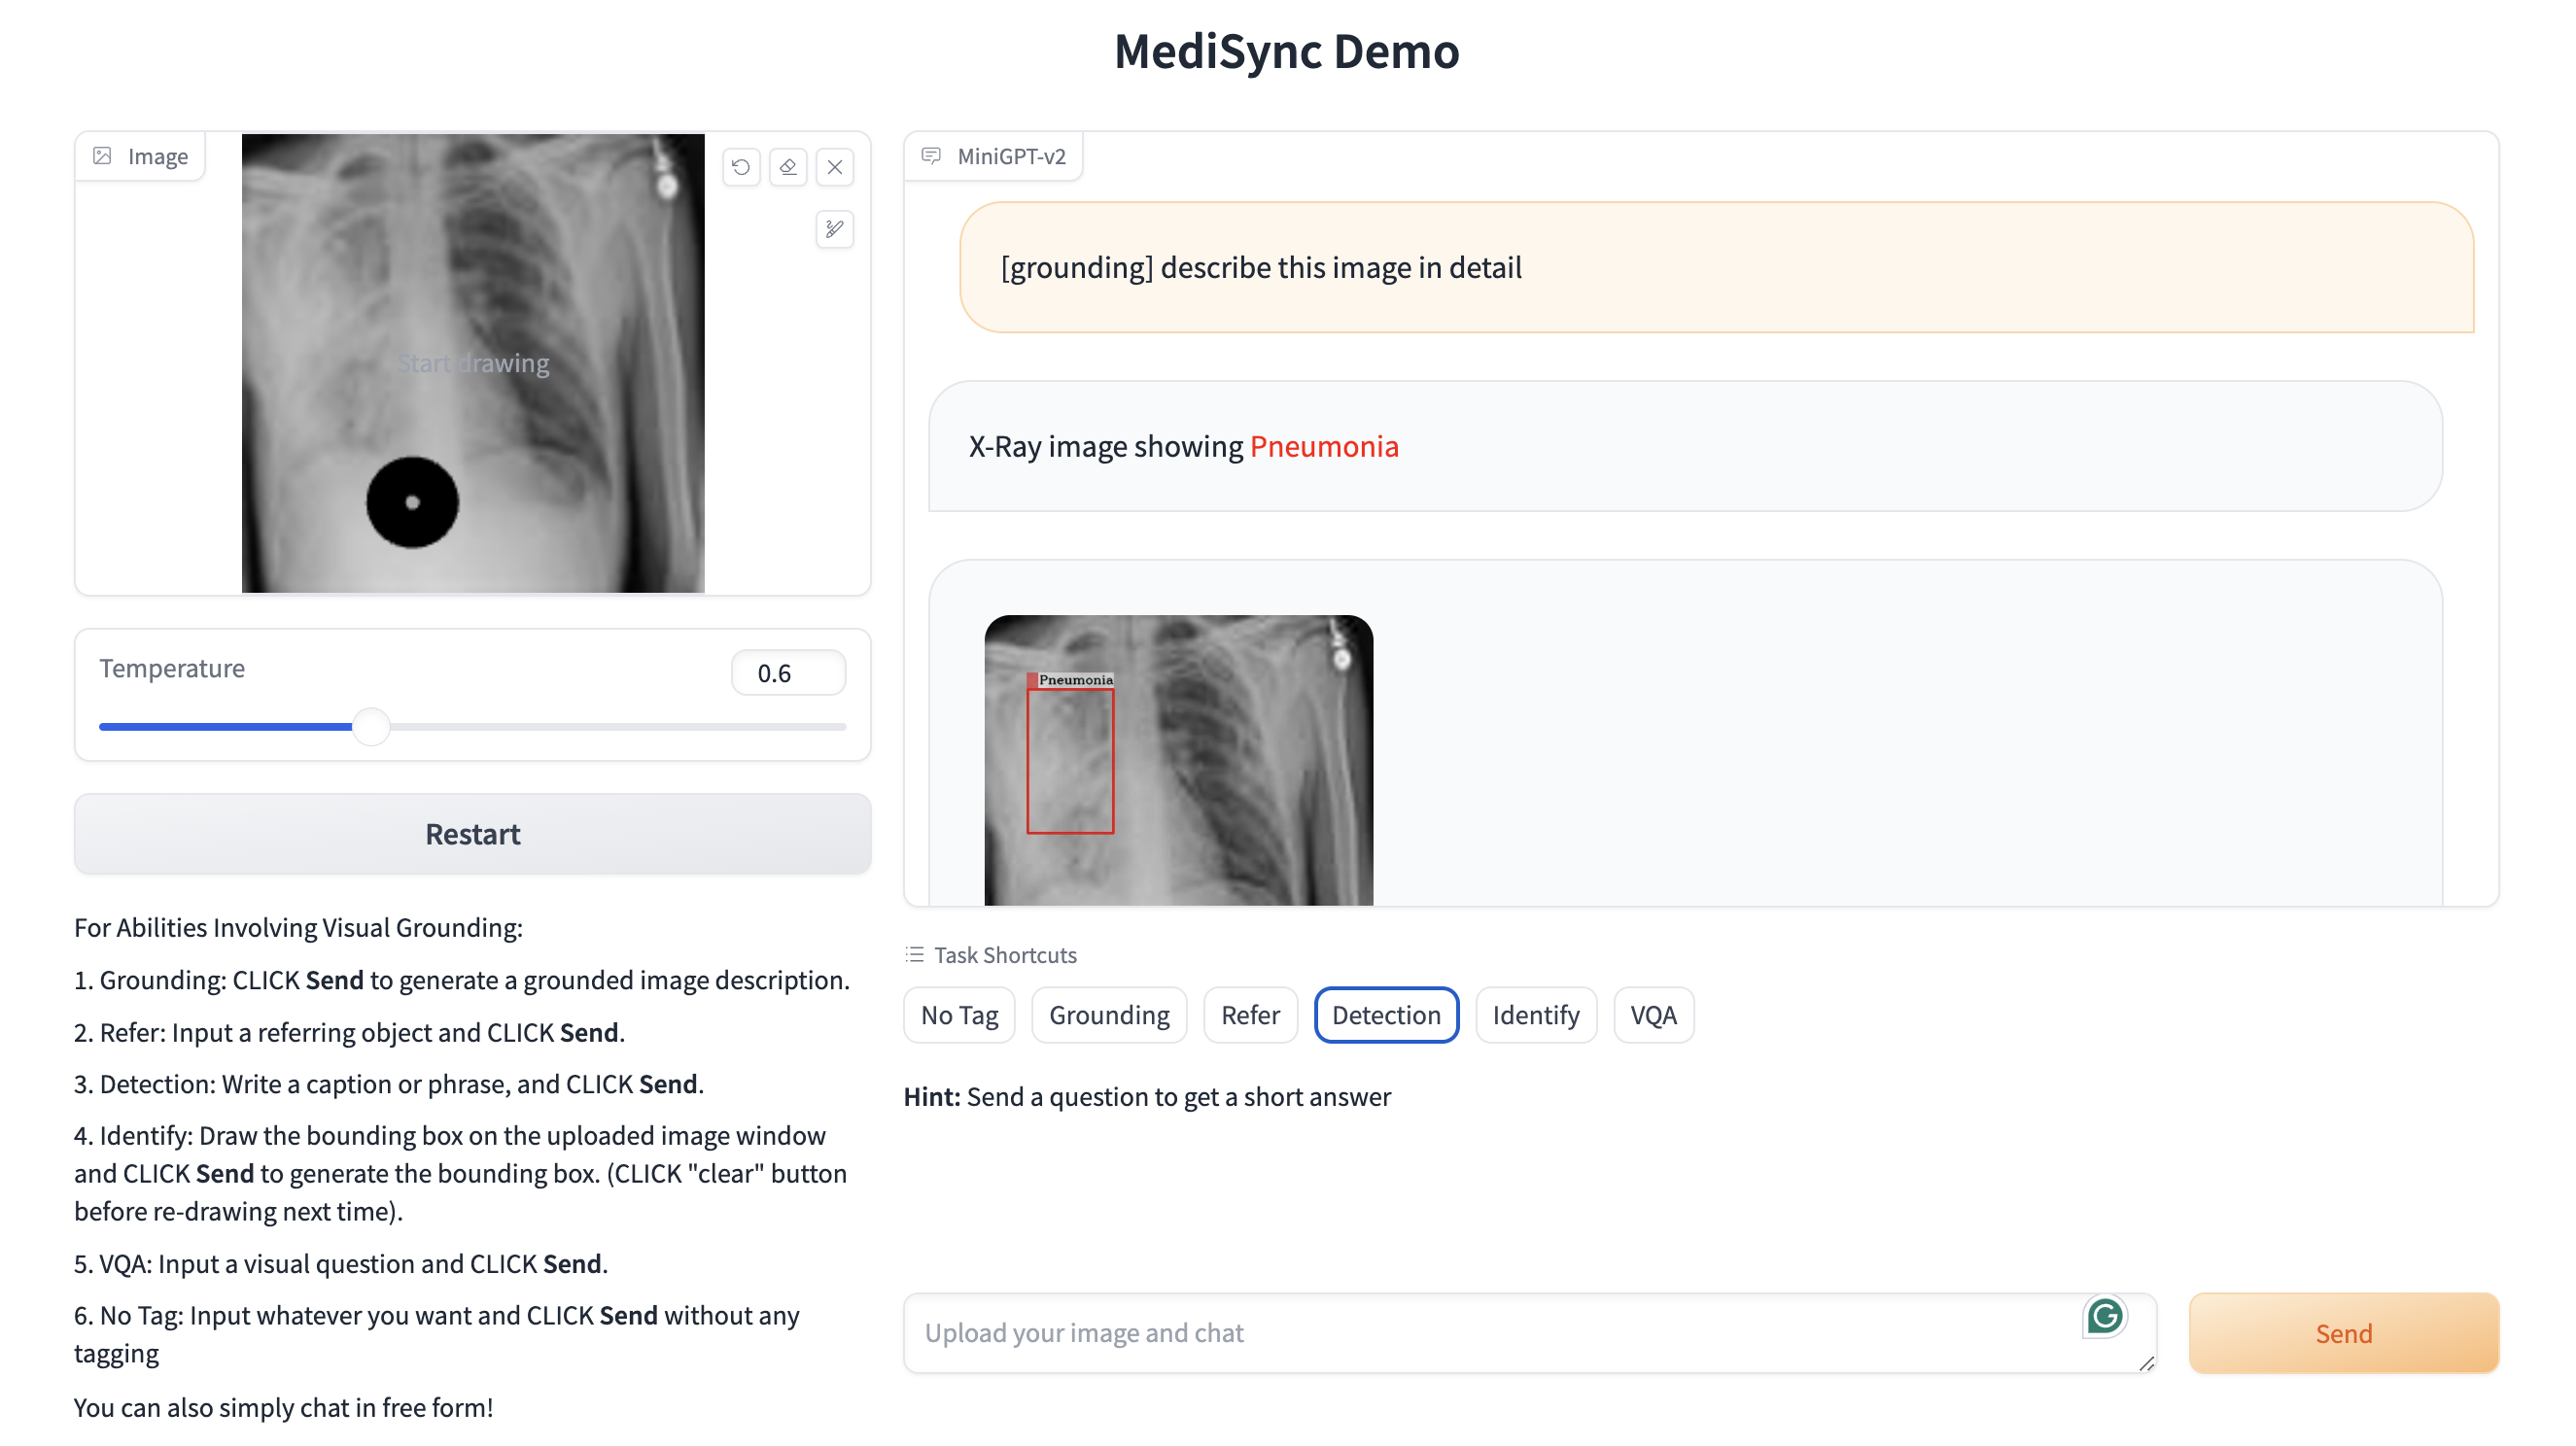 MediSync Demo
Image
Start drawing
Temperature
0.6
Restart
For Abilities Involving Visual Grounding:
1. Grounding: CLICK Send to generate a grounded image description.
2. Refer: Input a referring object and CLICK Send.
3. Detection: Write a caption or phrase, and CLICK Send.
4. Identify: Draw the bounding box on the uploaded image window
and CLICK Send to generate the bounding box. (CLICK "clear" button
before re-drawing next time).
5. VQA: Input a visual question and CLICK Send.
6. No Tag: Input whatever you want and CLICK Send without any
tagging
You can also simply chat in free form!
MiniGPT-v2
[grounding] describe this image in detail
X-Ray image showing Pneumonia
Pneumonia
Task Shortcuts
No Tag
Grounding
Refer
Detection
Identify
VQA
Hint: Send a question to get a short answer
Upload your image and chat
G
Send